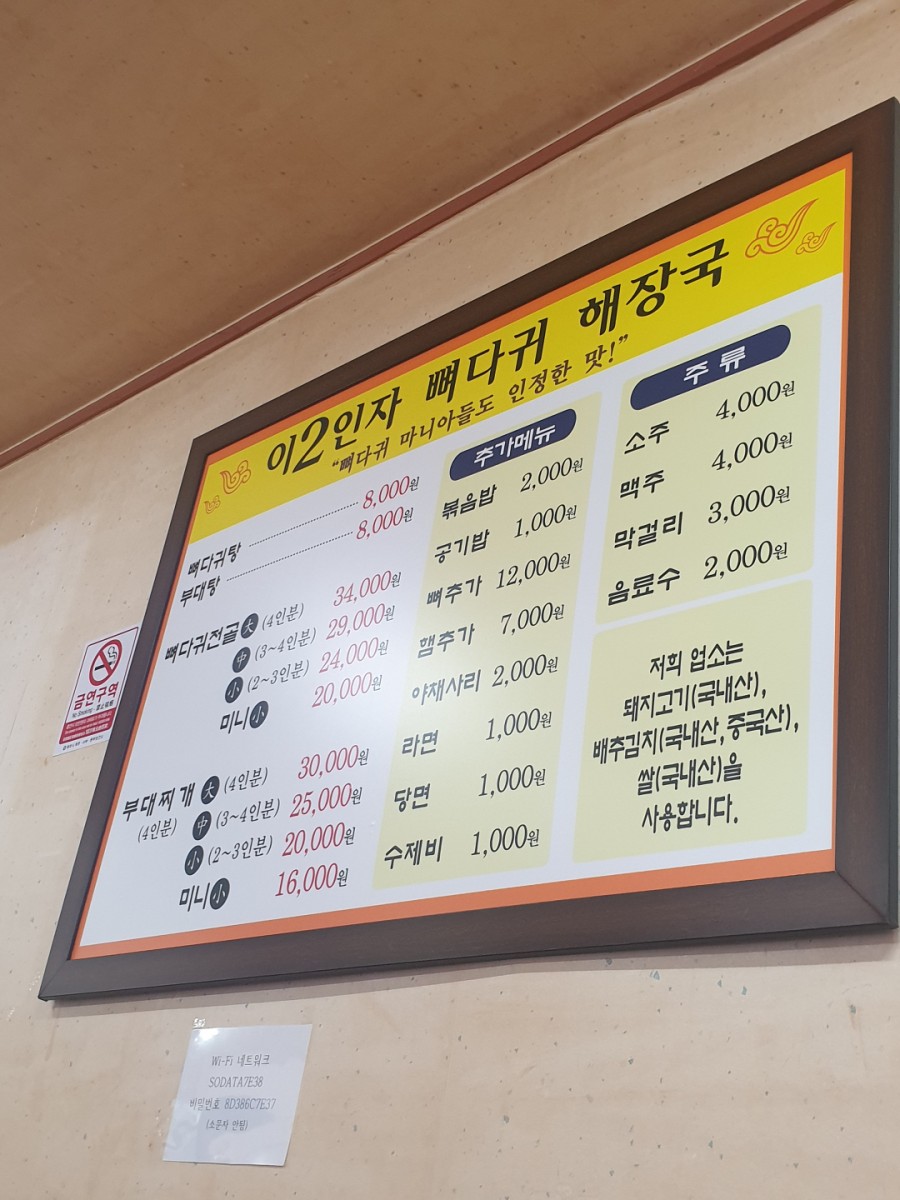 이2인자 뼈다귀 해장국
"뼈다귀 마니아들도 인정한 맛!"
뼈다귀탕 8,000원
부대탕 8,000원
뼈다귀전골 大 (4인분) 34,000원
中 (3~4인분) 29,000원
小 (2~3인분) 24,000원
미니 小 20,000원
부대찌개 大 (4인분) 30,000원
(4인분) 中 (3~4인분) 25,000원
小 (2~3인분) 20,000원
미니 小 16,000원
추가메뉴
볶음밥 2,000원
공기밥 1,000원
뼈추가 12,000원
햄추가 7,000원
야채사리 2,000원
라면 1,000원
당면 1,000원
수제비 1,000원
주류
소주 4,000원
맥주 4,000원
막걸리 3,000원
음료수 2,000원
저희 업소는
돼지고기(국내산),
배추김치(국내산, 중국산),
쌀(국내산)을
사용합니다.
금연구역
No Smoking
Wi-Fi 네트워크
SODATA7E38
비밀번호 8D386C7E37
(소문자 안됨)